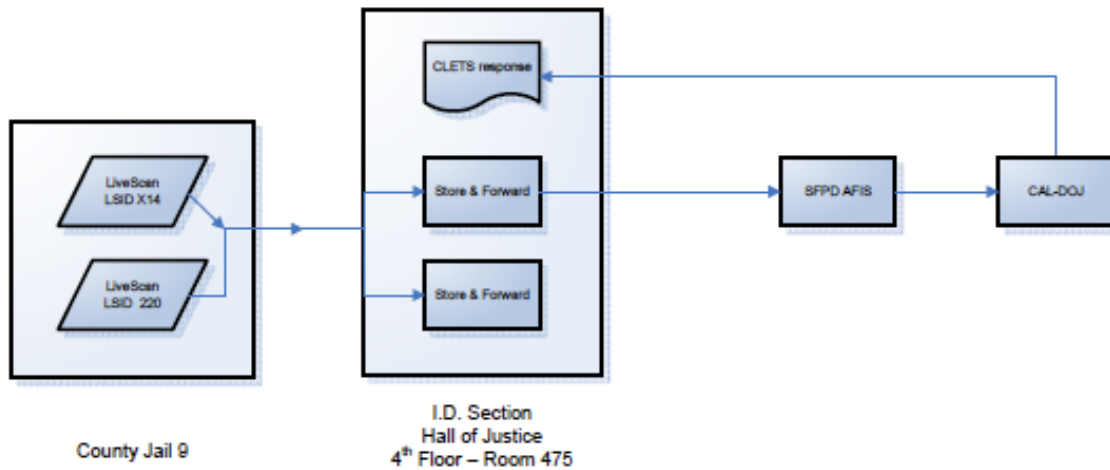 CLETS response
LiveScan
LSID X14
Store & Forward
SFPD AFIS
CAL-DOJ
LiveScan
LSID 220
Store & Forward
County Jail 9
I.D. Section
Hall of Justice
4th Floor – Room 475